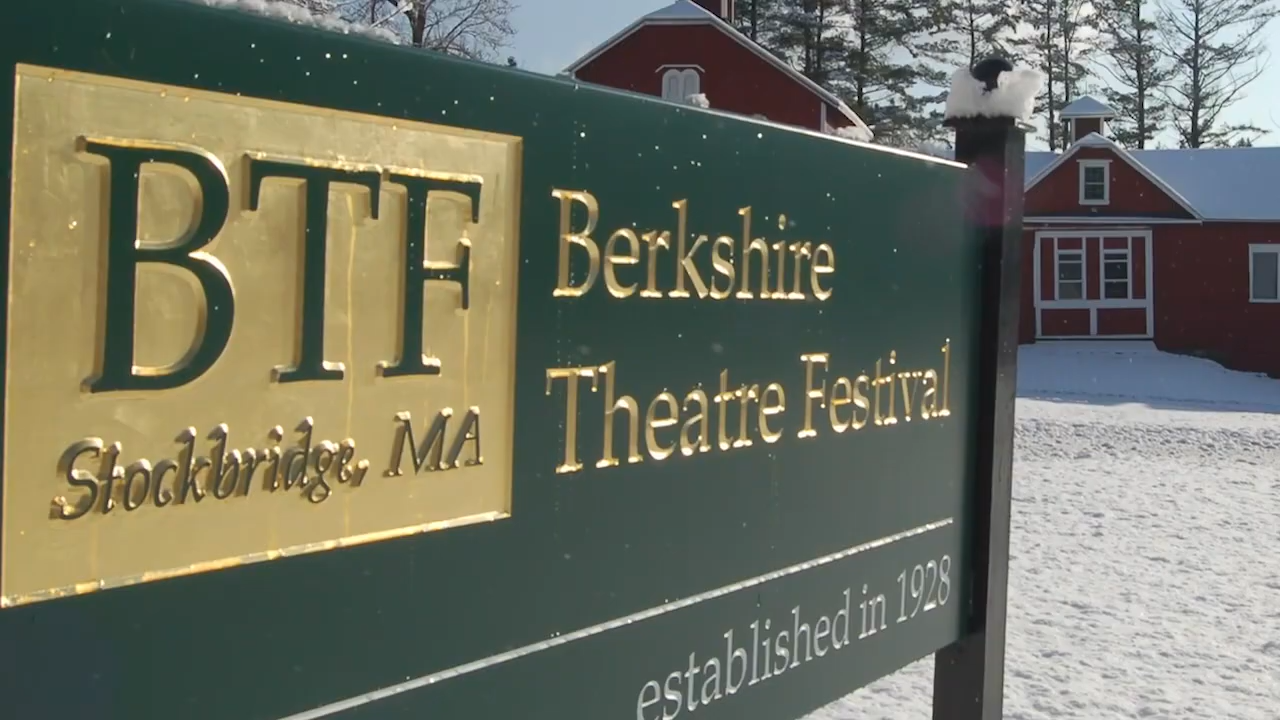 BTF
Stockbridge, MA
Berkshire
Theatre Festival
established in 1928